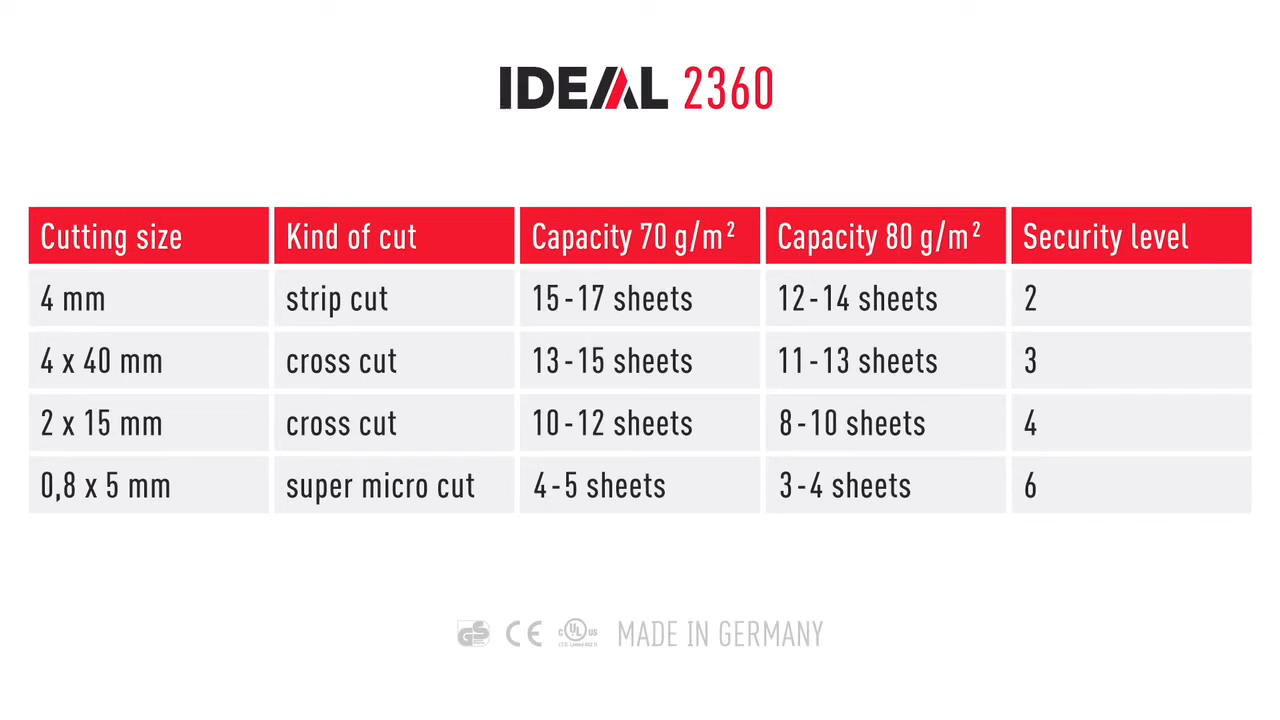 IDEAL 2360
Cutting size Kind of cut Capacity 70 g/m² Capacity 80 g/m² Security level
4 mm strip cut 15-17 sheets 12-14 sheets 2
4 x 40 mm cross cut 13-15 sheets 11-13 sheets 3
2 x 15 mm cross cut 10-12 sheets 8-10 sheets 4
0,8 x 5 mm super micro cut 4-5 sheets 3-4 sheets 6
GS CE c UL US MADE IN GERMANY